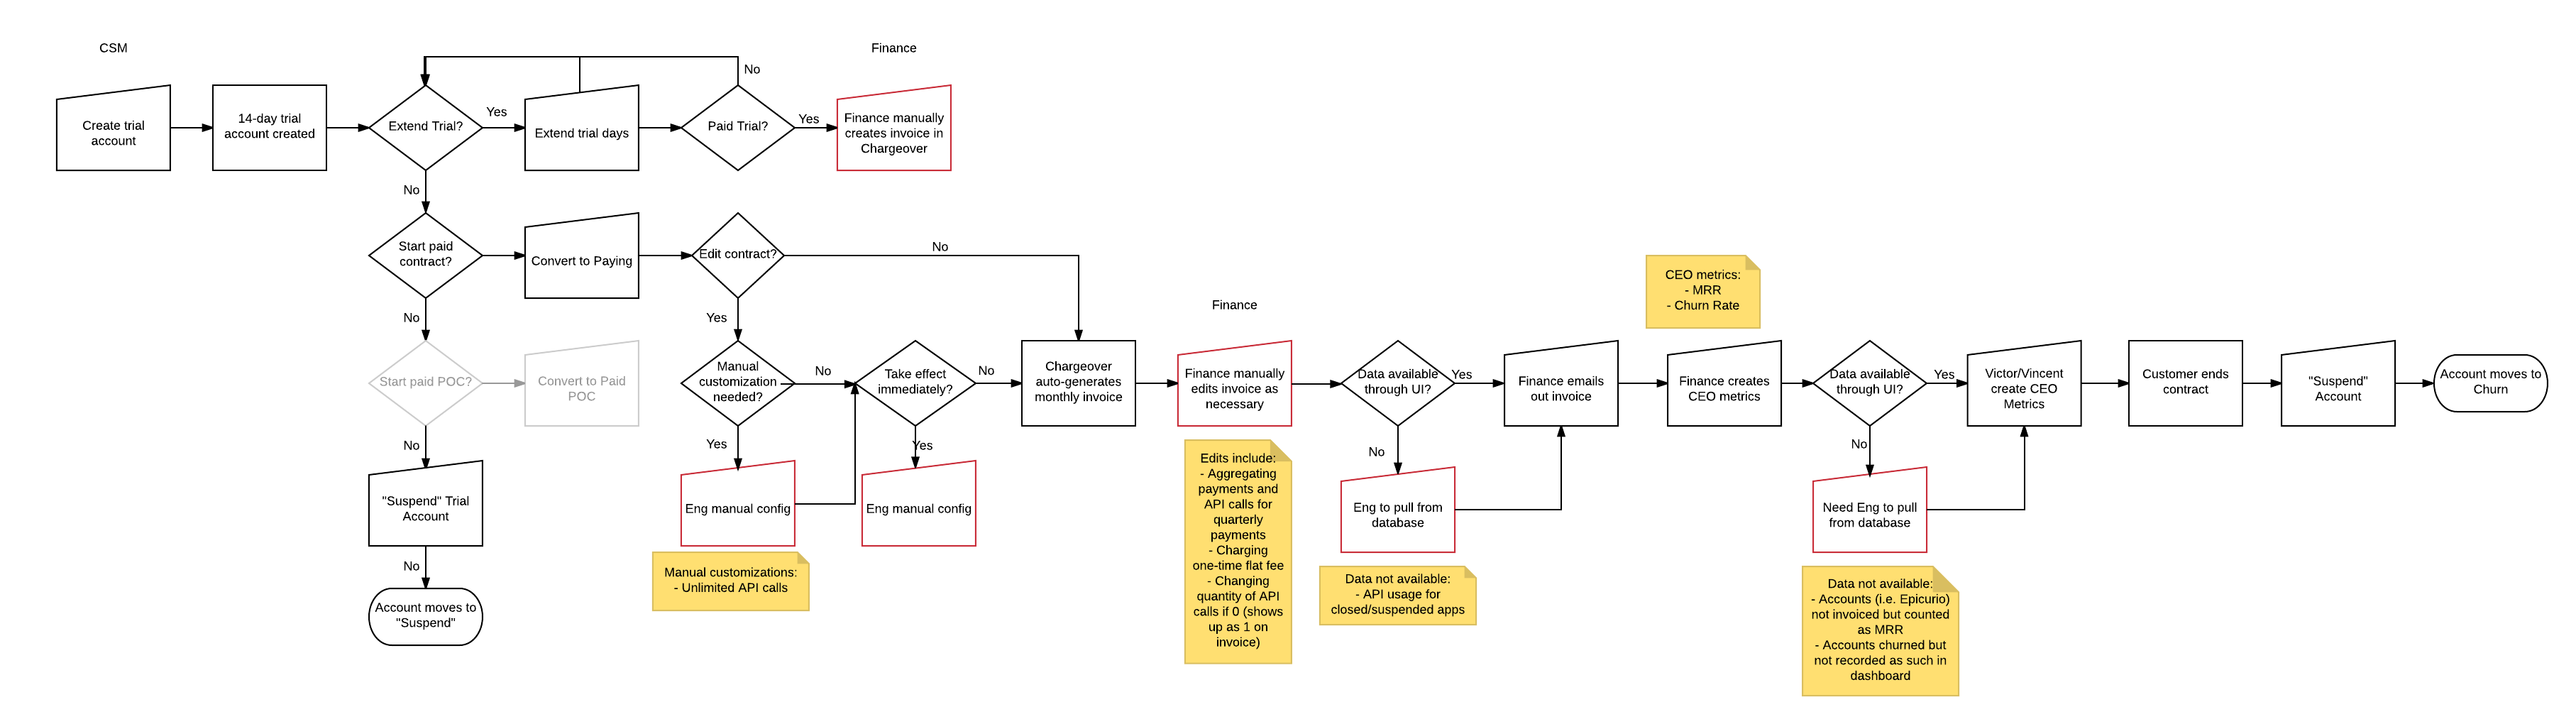 CSM
Finance
No
Create trial
account
14-day trial
account created
Extend Trial?
Yes
Extend trial days
Paid Trial?
Yes
Finance manually
creates invoice in
Chargeover
No
Start paid
contract?
Convert to Paying
Edit contract?
No
No
Yes
Start paid POC?
Convert to Paid
POC
Manual
customization
needed?
No
Take effect
immediately?
No
Chargeover
auto-generates
monthly invoice
Finance
Finance manually
edits invoice as
necessary
Data available
through UI?
Yes
Finance emails
out invoice
CEO metrics:
- MRR
- Churn Rate
Finance creates
CEO metrics
Data available
through UI?
Yes
Victor/Vincent
create CEO
Metrics
Customer ends
contract
"Suspend"
Account
Account moves to
Churn
No
"Suspend" Trial
Account
No
Account moves to
"Suspend"
Yes
Eng manual config
Manual customizations:
- Unlimited API calls
Yes
Eng manual config
Edits include:
- Aggregating
payments and
API calls for
quarterly
payments
- Charging
one-time flat fee
- Changing
quantity of API
calls if 0 (shows
up as 1 on
invoice)
No
Eng to pull from
database
Data not available:
- API usage for
closed/suspended apps
No
Need Eng to pull
from database
Data not available:
- Accounts (i.e. Epicurio)
not invoiced but counted
as MRR
- Accounts churned but
not recorded as such in
dashboard